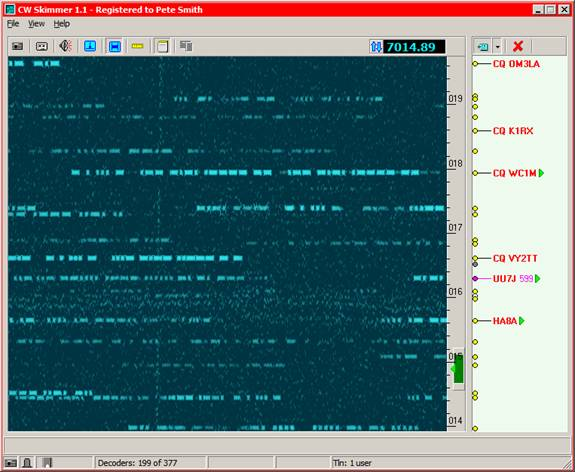 CW Skimmer 1.1 - Registered to Pete Smith
File View Help
7014.89
CQ OM3LA
019
CQ K1RX
018
CQ WC1M
017
CQ VY2TT
UU7J 599
016
HA8A
015
014
Decoders: 199 of 377
Tln: 1 user